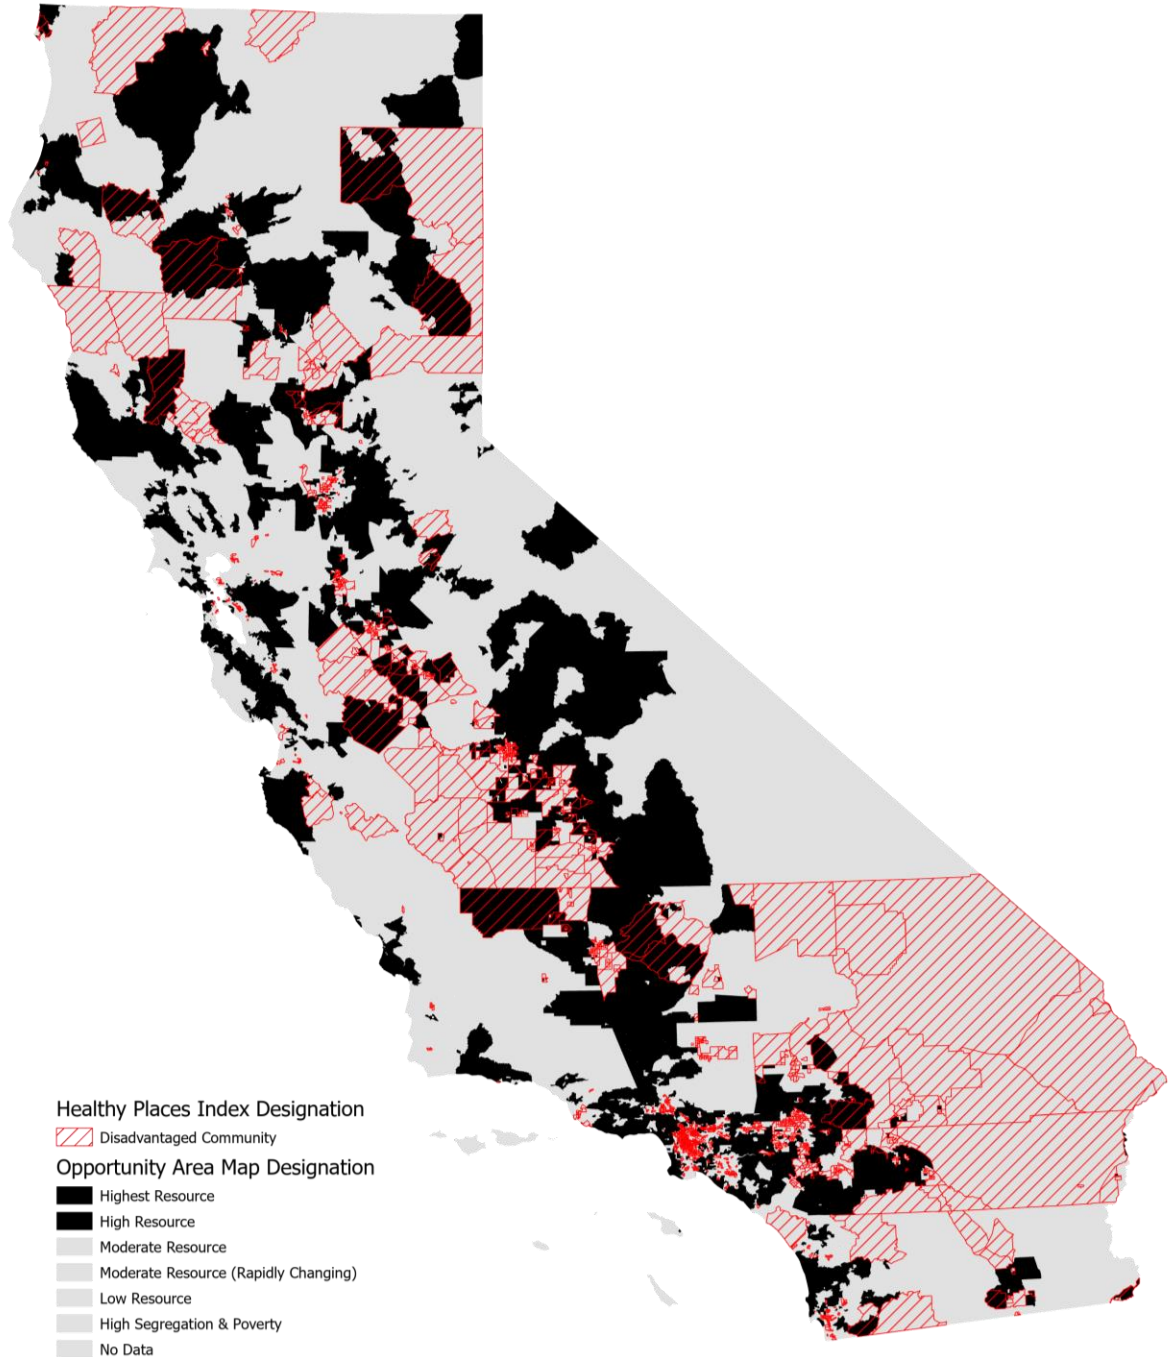 Healthy Places Index Designation
Disadvantaged Community
Opportunity Area Map Designation
Highest Resource
High Resource
Moderate Resource
Moderate Resource (Rapidly Changing)
Low Resource
High Segregation & Poverty
No Data